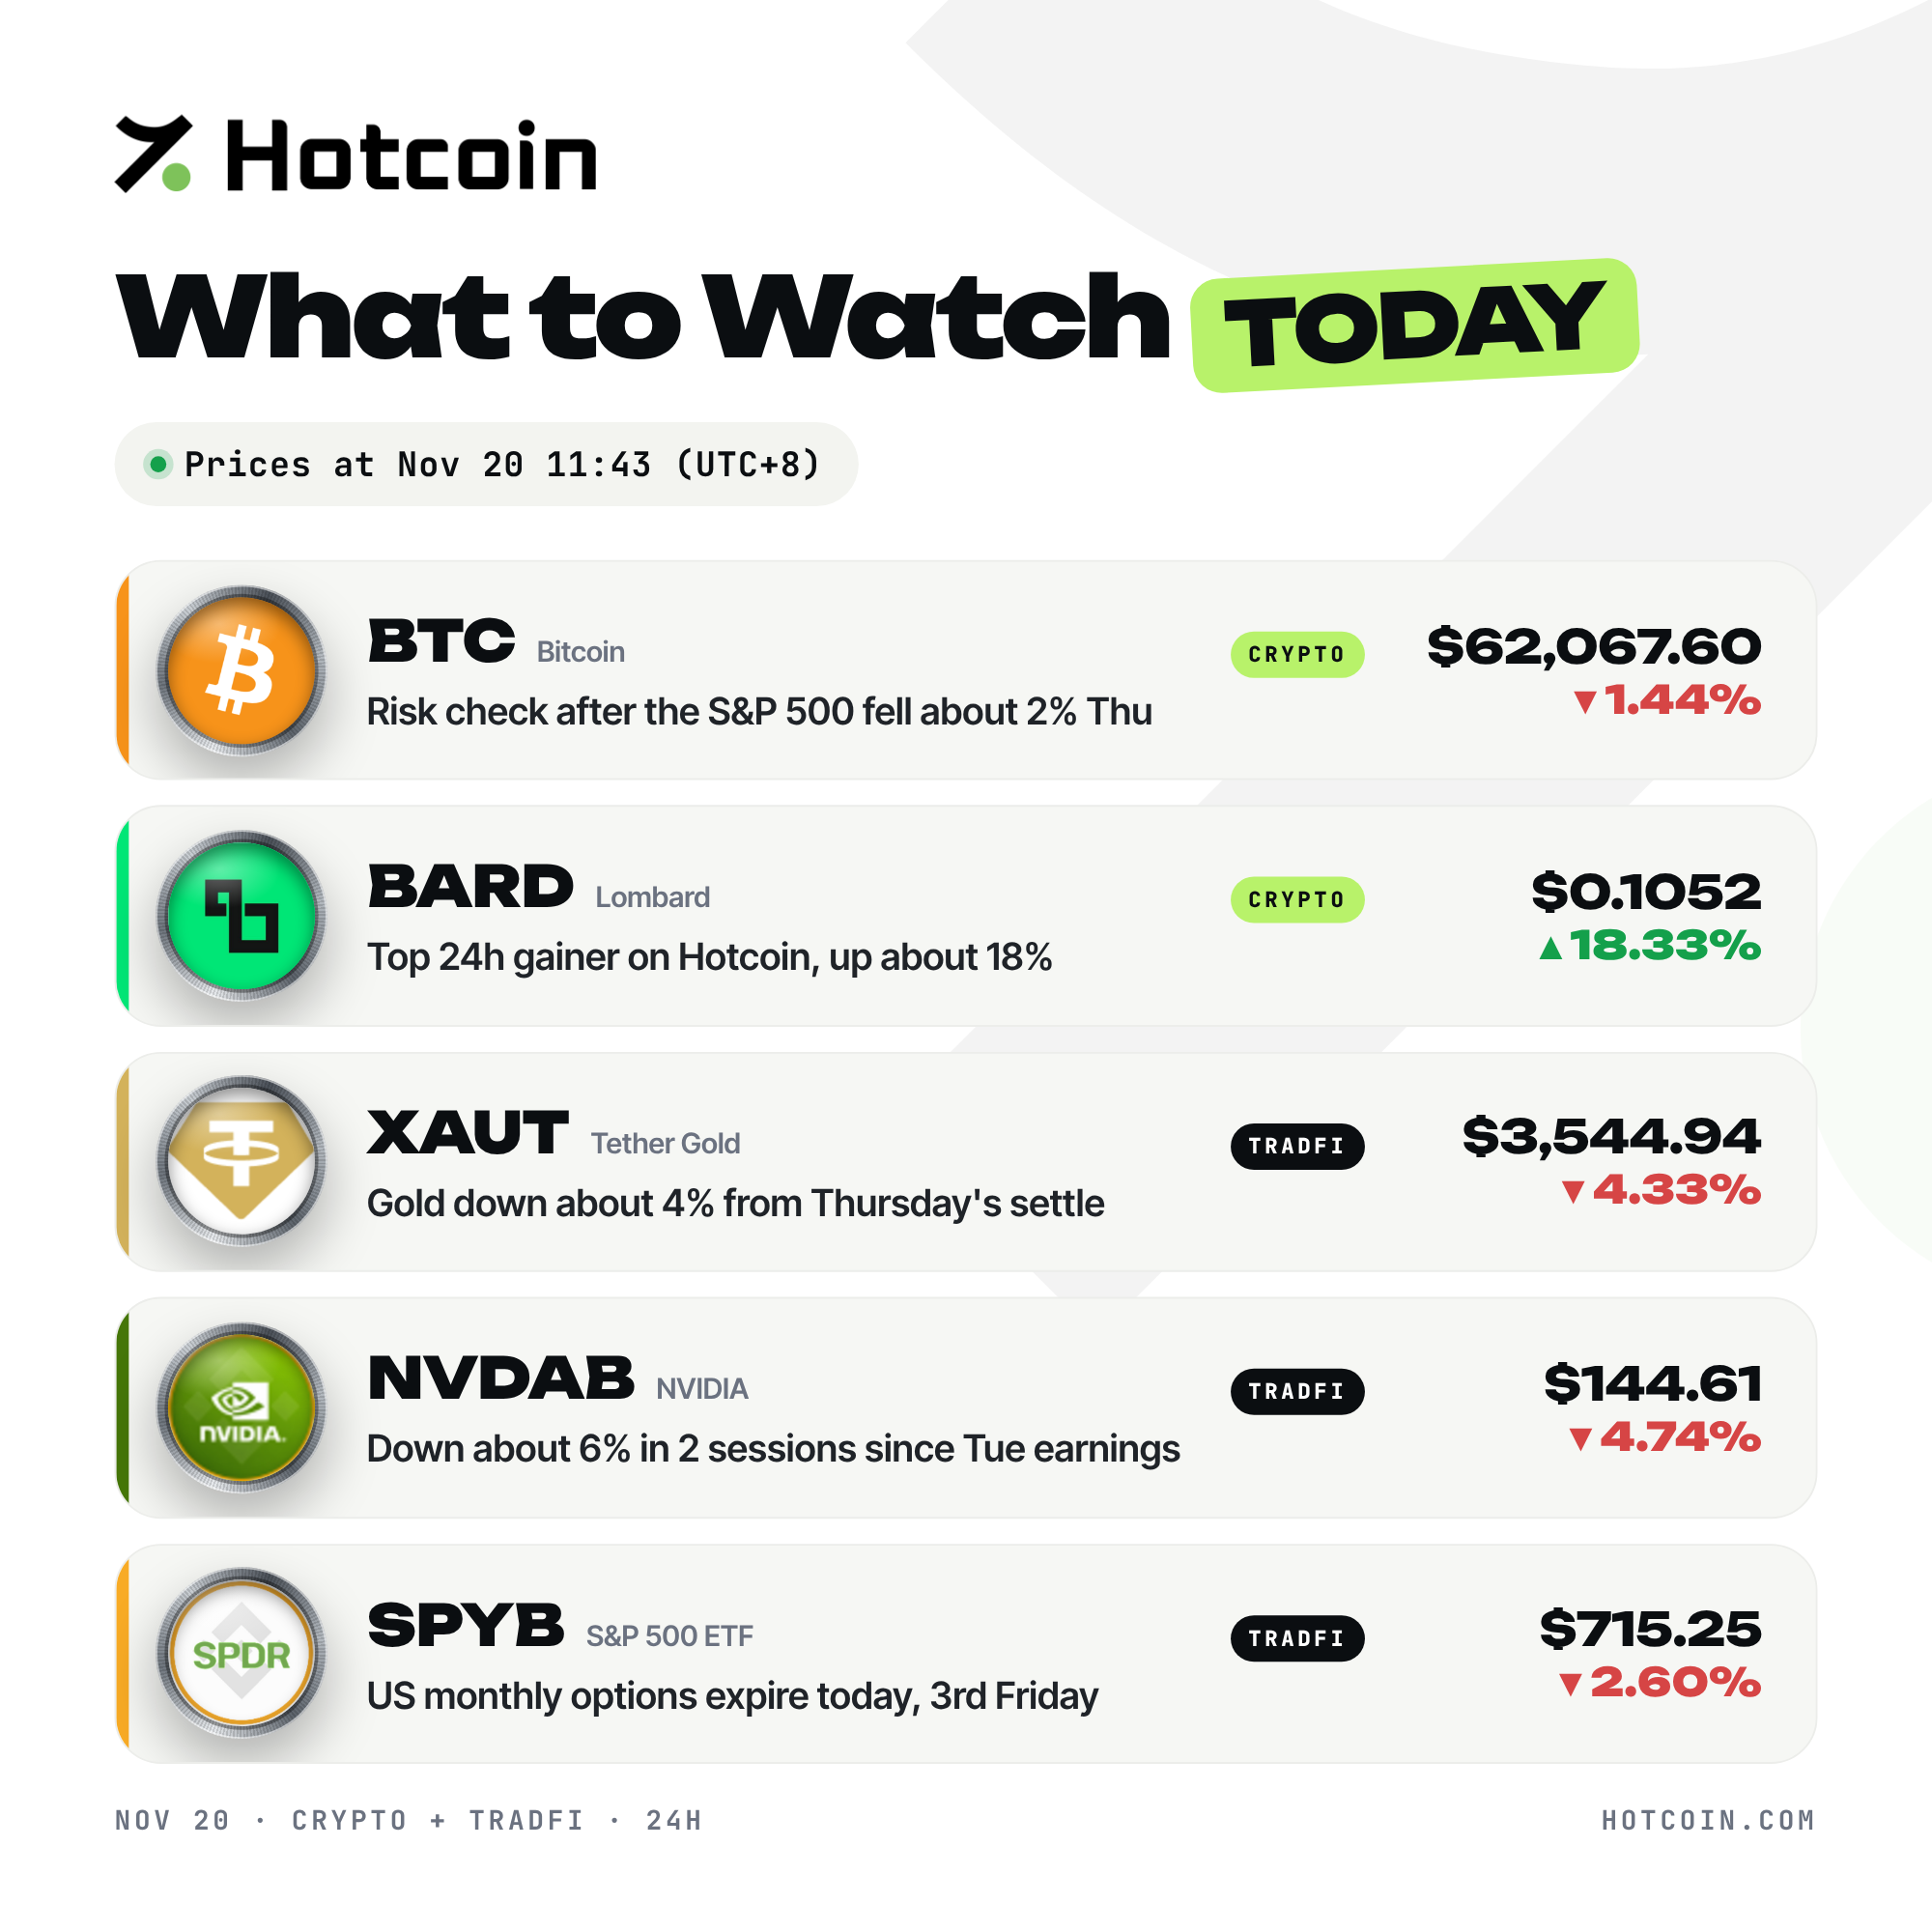 Hotcoin
What to Watch TODAY
Prices at Nov 20 11:43 (UTC+8)
BTC Bitcoin CRYPTO $62,067.60
Risk check after the S&P 500 fell about 2% Thu ▼1.44%
BARD Lombard CRYPTO $0.1052
Top 24h gainer on Hotcoin, up about 18% ▲18.33%
XAUT Tether Gold TRADFI $3,544.94
Gold down about 4% from Thursday's settle ▼4.33%
NVIDIA.
NVDAB NVIDIA TRADFI $144.61
Down about 6% in 2 sessions since Tue earnings ▼4.74%
SPDR
SPYB S&P 500 ETF TRADFI $715.25
US monthly options expire today, 3rd Friday ▼2.60%
NOV 20 · CRYPTO + TRADFI · 24H HOTCOIN.COM